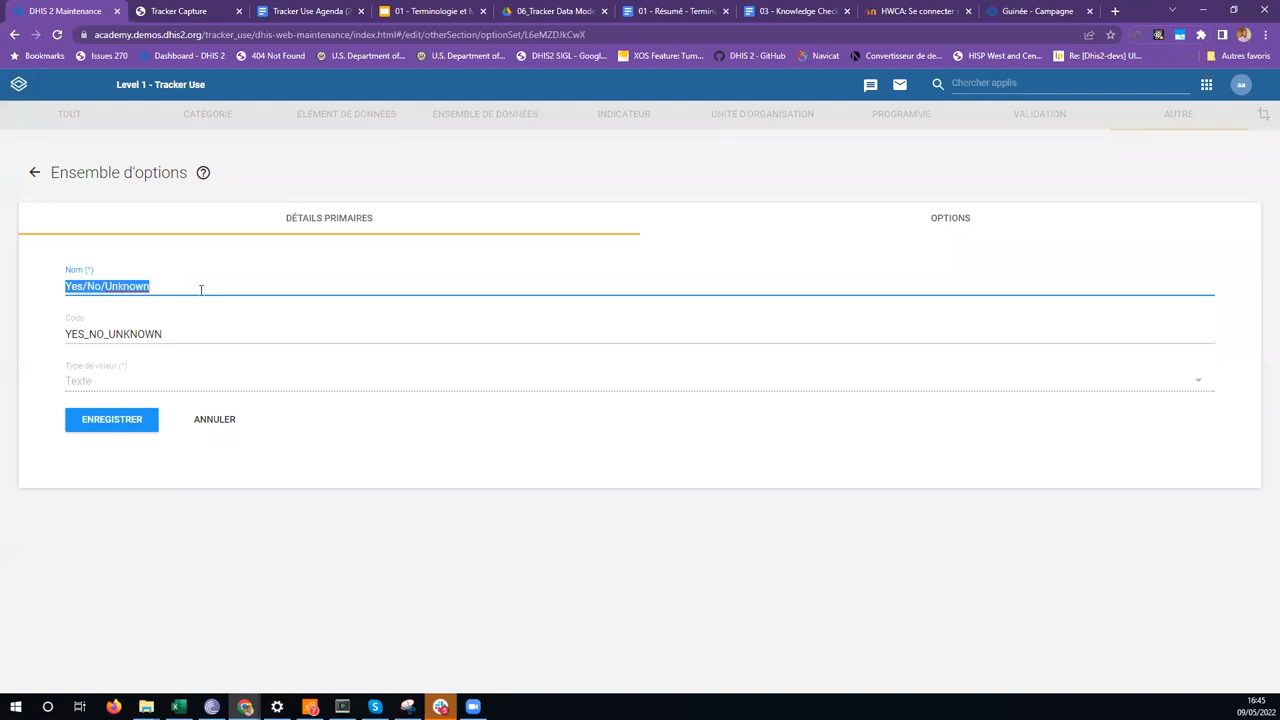 DHIS 2 Maintenance
Tracker Capture
Tracker Use Agenda (2
01 - Terminologie et M
06_Tracker Data Mode
01 - Résumé - Termino
03 - Knowledge Check
HWCA: Se connecter s
Guinée - Campagne
academy.demos.dhis2.org/tracker_use/dhis-web-maintenance/index.html#/edit/otherSection/optionSet/L6eMZDJkCwX
Bookmarks
Issues 270
Dashboard - DHIS 2
404 Not Found
U.S. Department of...
U.S. Department of...
DHIS2 SIGL - Googl...
XOS Feature: Turn...
DHIS 2 · GitHub
Navicat
Convertisseur de de...
HISP West and Cen...
Re: [Dhis2-devs] UI...
Autres favoris
Level 1 - Tracker Use
Chercher applis
aa
TOUT
CATÉGORIE
ÉLÉMENT DE DONNÉES
ENSEMBLE DE DONNÉES
INDICATEUR
UNITÉ D'ORGANISATION
PROGRAMME
VALIDATION
AUTRE
Ensemble d'options
DÉTAILS PRIMAIRES
OPTIONS
Nom (*)
Yes/No/Unknown
Code
YES_NO_UNKNOWN
Type de valeur (*)
Texte
ENREGISTRER
ANNULER
16:45
09/05/2022